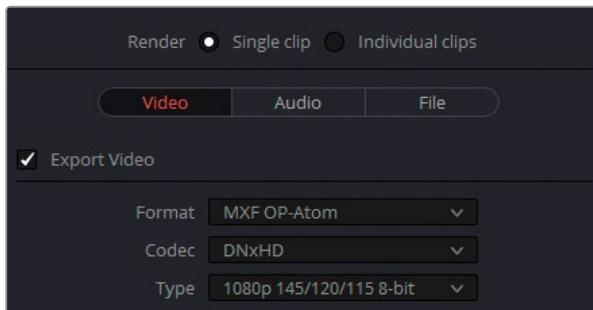 Render Single clip Individual clips
Video Audio File
Export Video
Format MXF OP-Atom
Codec DNxHD
Type 1080p 145/120/115 8-bit